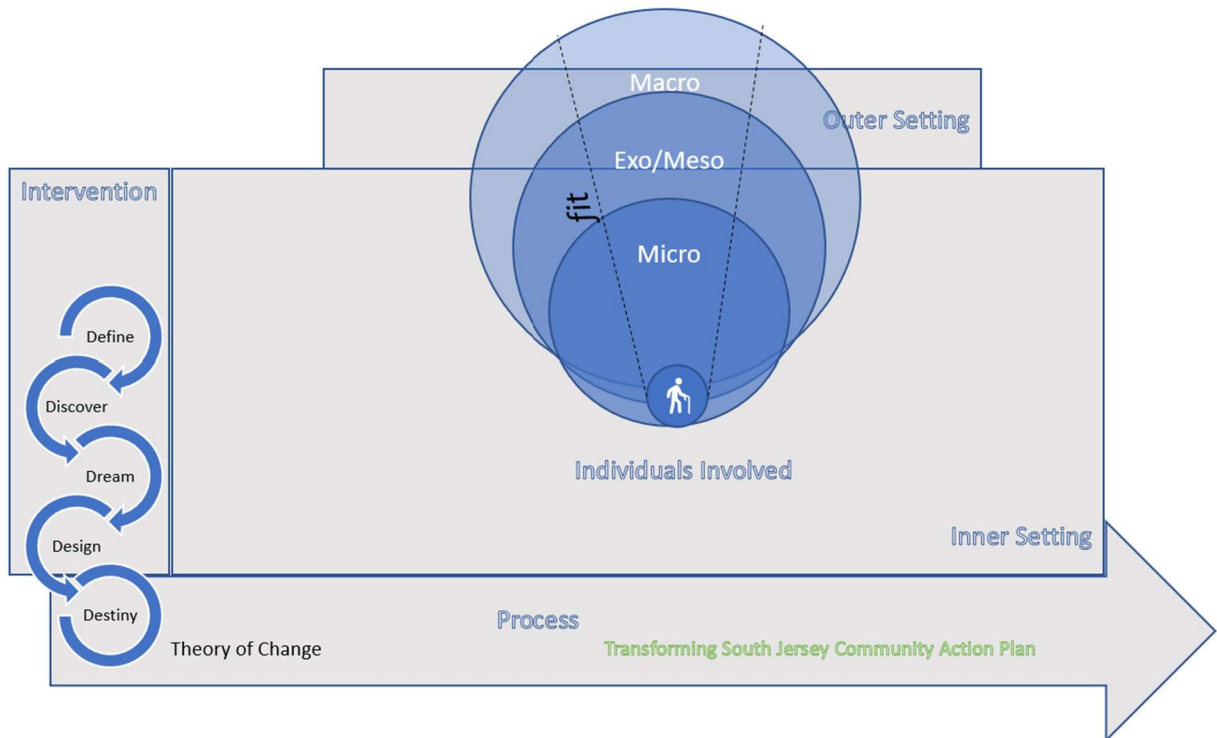 Macro
Outer Setting
Exo/Meso
Intervention
fit
Micro
Define
Discover
Dream
Individuals Involved
Design
Inner Setting
Destiny
Process
Theory of Change
Transforming South Jersey Community Action Plan